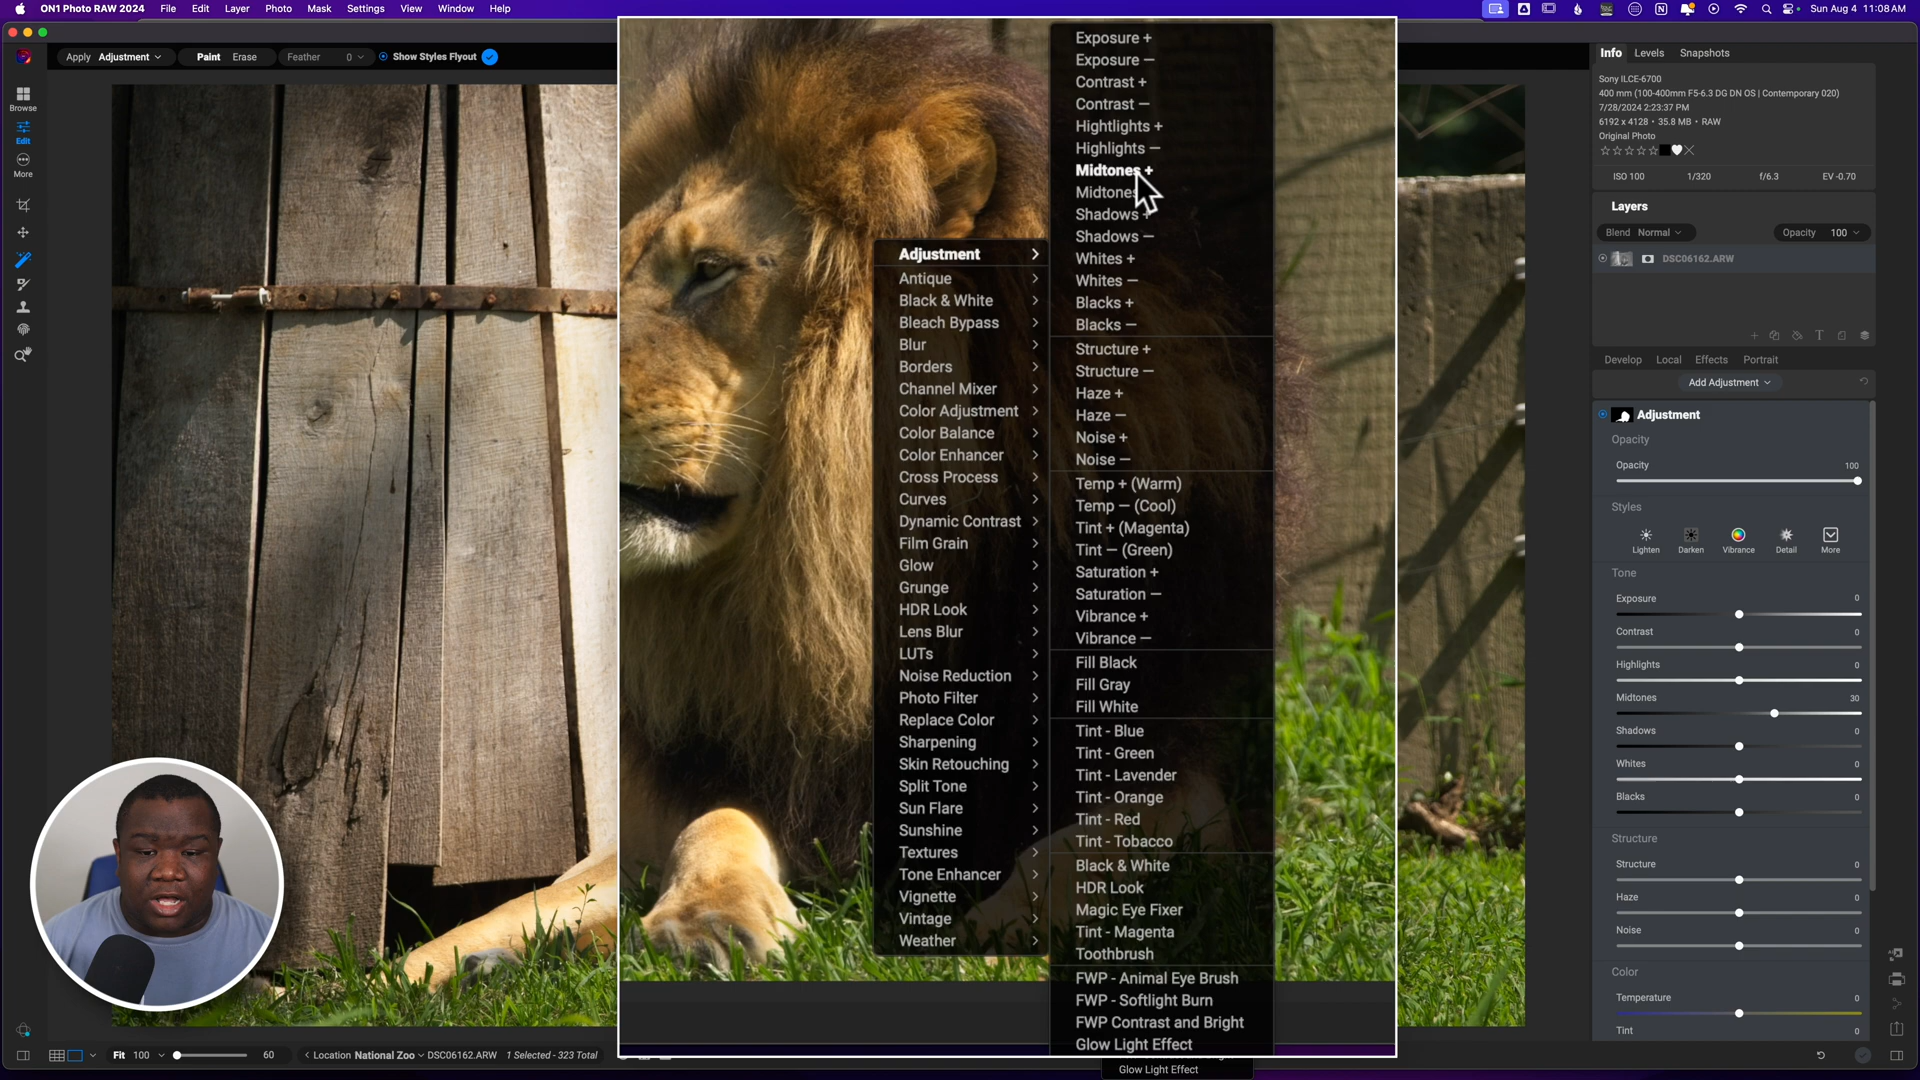 ON1 Photo RAW 2024 File Edit Layer Photo Mask Settings View Window Help
Sun Aug 4 11:08 AM
Apply Adjustment Paint Erase Feather 0 Show Styles Flyout
Browse
Edit
More
Exposure +
Exposure –
Contrast +
Contrast –
Hightlights +
Highlights –
Midtones +
Midtones
Shadows +
Shadows –
Whites +
Whites –
Blacks +
Blacks –
Structure +
Structure –
Haze +
Haze –
Noise +
Noise –
Temp + (Warm)
Temp – (Cool)
Tint + (Magenta)
Tint – (Green)
Saturation +
Saturation –
Vibrance +
Vibrance –
Fill Black
Fill Gray
Fill White
Tint - Blue
Tint - Green
Tint - Lavender
Tint - Orange
Tint - Red
Tint - Tobacco
Black & White
HDR Look
Magic Eye Fixer
Tint - Magenta
Toothbrush
FWP - Animal Eye Brush
FWP - Softlight Burn
FWP Contrast and Bright
Glow Light Effect
Glow Light Effect
Adjustment
Antique
Black & White
Bleach Bypass
Blur
Borders
Channel Mixer
Color Adjustment
Color Balance
Color Enhancer
Cross Process
Curves
Dynamic Contrast
Film Grain
Glow
Grunge
HDR Look
Lens Blur
LUTs
Noise Reduction
Photo Filter
Replace Color
Sharpening
Skin Retouching
Split Tone
Sun Flare
Sunshine
Textures
Tone Enhancer
Vignette
Vintage
Weather
Info Levels Snapshots
Sony ILCE-6700
400 mm (100-400mm F5-6.3 DG DN OS | Contemporary 020)
7/28/2024 2:23:37 PM
6192 x 4128 • 35.8 MB • RAW
Original Photo
ISO 100 1/320 f/6.3 EV -0.70
Layers
Blend Normal Opacity 100
DSC06162.ARW
Develop Local Effects Portrait
Add Adjustment
Adjustment
Opacity
Opacity 100
Styles
Lighten Darken Vibrance Detail More
Tone
Exposure 0
Contrast 0
Highlights 0
Midtones 30
Shadows 0
Whites 0
Blacks 0
Structure
Structure 0
Haze 0
Noise 0
Color
Temperature 0
Tint 0
Fit 100 60 Location National Zoo DSC06162.ARW 1 Selected - 323 Total